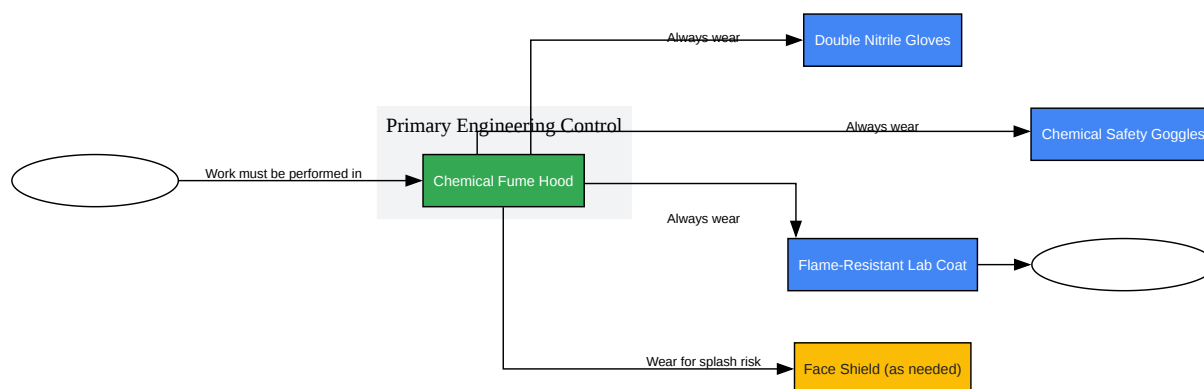 Always wear
Double Nitrile Gloves
Primary Engineering Control
Always wear
Chemical Safety Goggles
Work must be performed in
Chemical Fume Hood
Always wear
Flame-Resistant Lab Coat
Wear for splash risk
Face Shield (as needed)